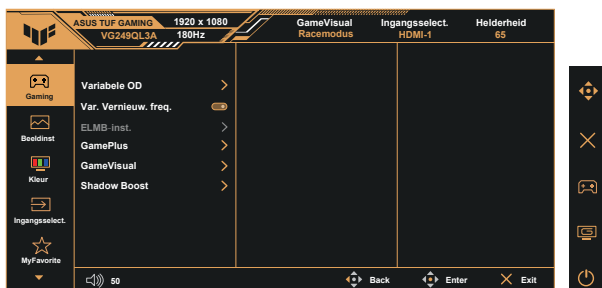 ASUS TUF GAMING 1920 x 1080
VG249QL3A 180Hz
GameVisual Ingangsselect. Helderheid
Racemodus HDMI-1 65
Gaming
Beeldinst
Kleur
Ingangsselect.
MyFavorite
Variabele OD
Var. Vernieuw. freq.
ELMB-inst.
GamePlus
GameVisual
Shadow Boost
50 Back Enter Exit